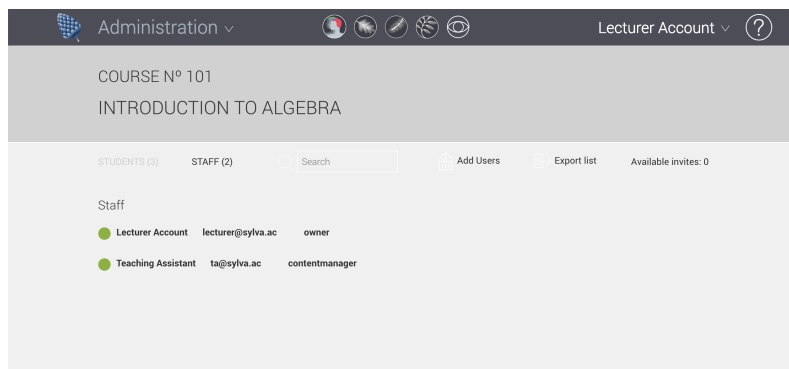 Administration
Lecturer Account
?
COURSE Nº 101
INTRODUCTION TO ALGEBRA
STUDENTS (3) STAFF (2) Search Add Users Export list Available invites: 0
Staff
Lecturer Account lecturer@sylva.ac owner
Teaching Assistant ta@sylva.ac contentmanager